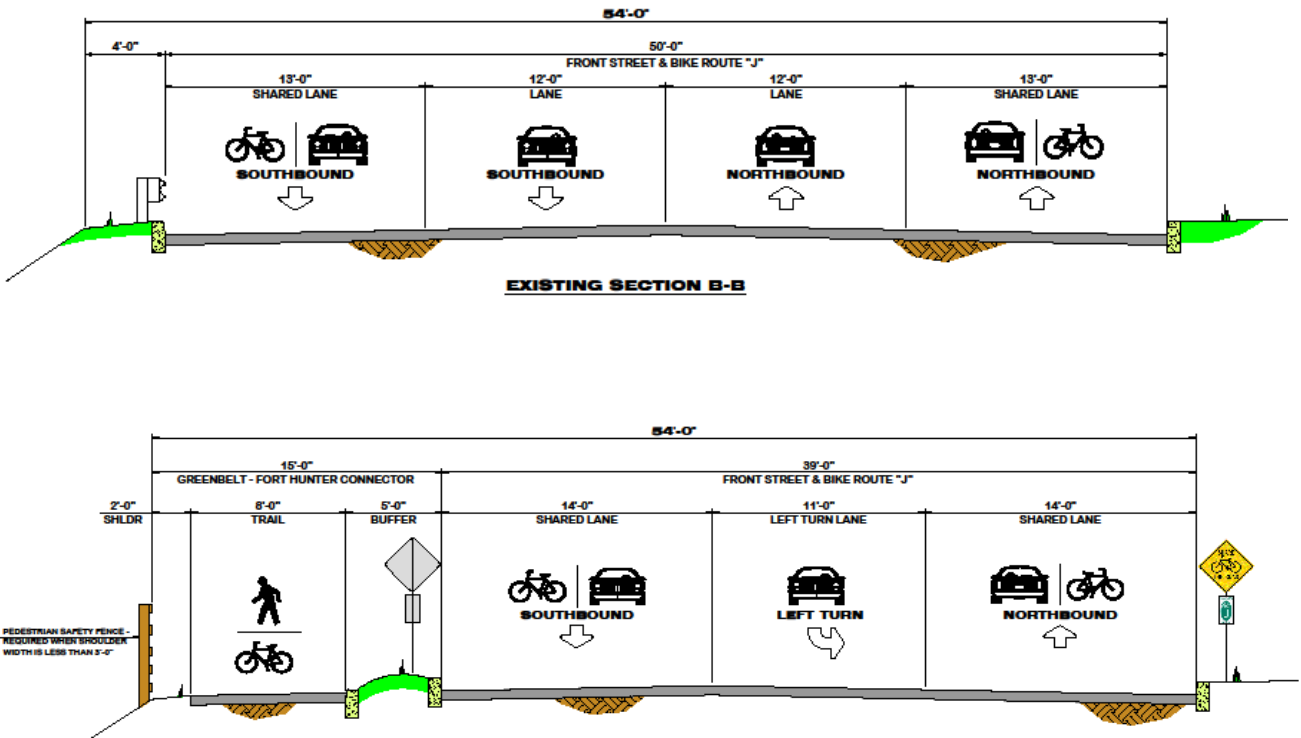 54'-0"
4'-0"
50'-0"
FRONT STREET & BIKE ROUTE "J"
13'-0"
SHARED LANE
12'-0"
LANE
12'-0"
LANE
13'-0"
SHARED LANE
SOUTHBOUND
SOUTHBOUND
NORTHBOUND
NORTHBOUND
EXISTING SECTION B-B
54'-0"
15'-0"
GREENBELT - FORT HUNTER CONNECTOR
39'-0"
FRONT STREET & BIKE ROUTE "J"
2'-0"
SHLDR
8'-0"
TRAIL
5'-0"
BUFFER
14'-0"
SHARED LANE
11'-0"
LEFT TURN LANE
14'-0"
SHARED LANE
SOUTHBOUND
LEFT TURN
NORTHBOUND
PEDESTRIAN SAFETY FENCE -
REQUIRED WHEN SHOULDER
WIDTH IS LESS THAN 3'-0"